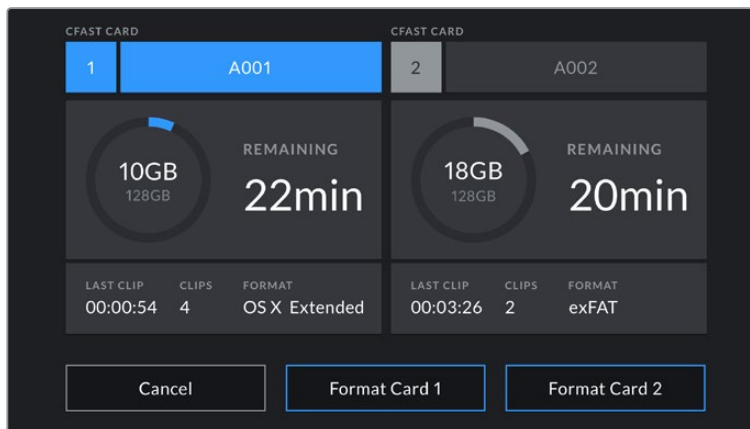 CFAST CARD
1 A001
10GB
128GB
REMAINING
22min
LAST CLIP CLIPS FORMAT
00:00:54 4 OS X Extended
CFAST CARD
2 A002
18GB
128GB
REMAINING
20min
LAST CLIP CLIPS FORMAT
00:03:26 2 exFAT
Cancel Format Card 1 Format Card 2